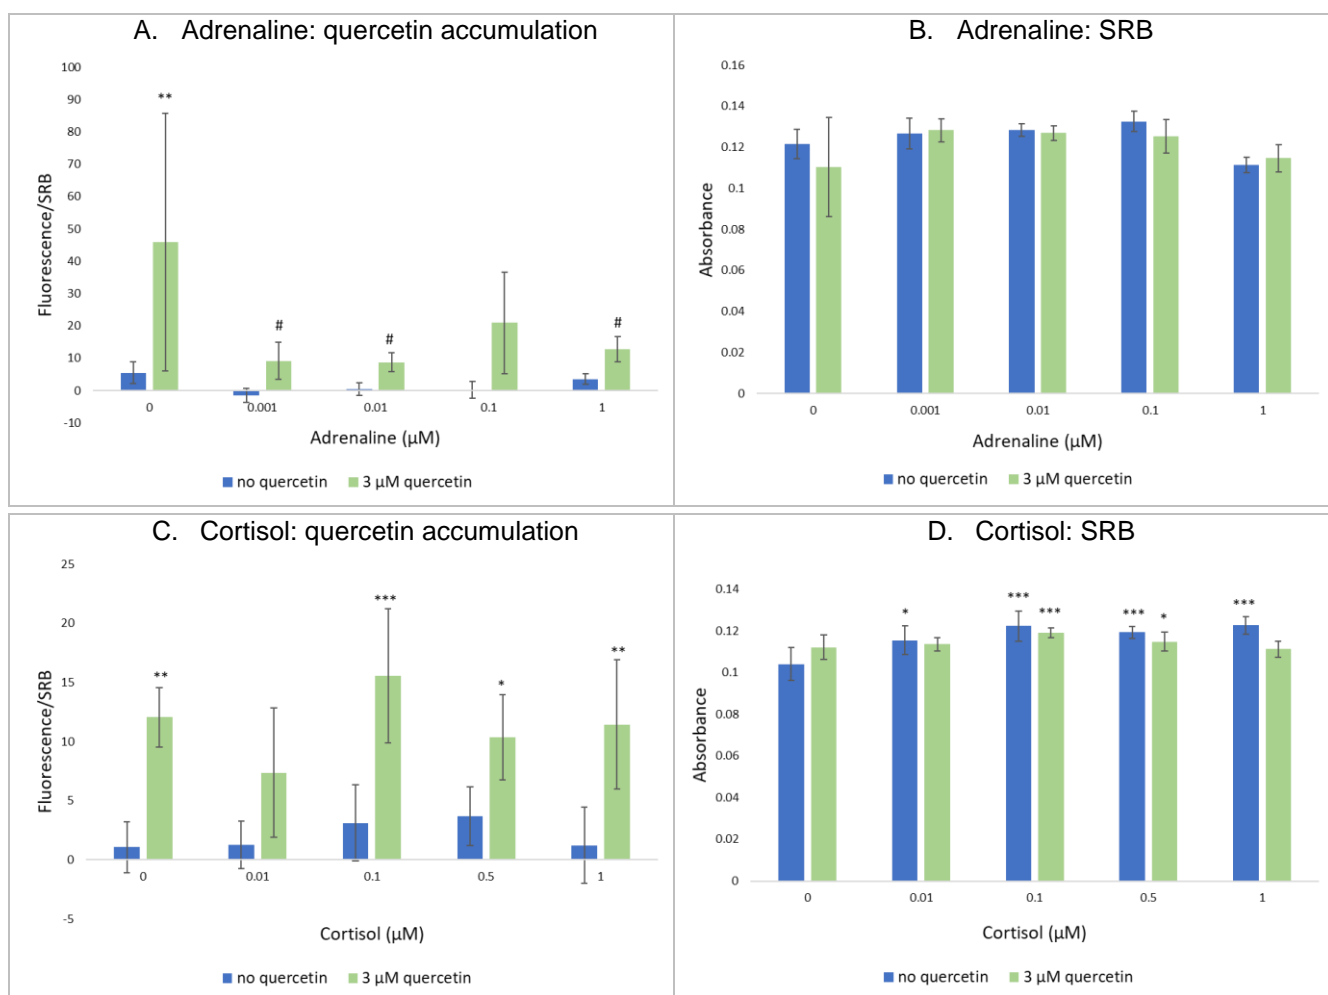 A. Adrenaline: quercetin accumulation
100
90
80
70
60
50
40
30
20
10
0
-10
Fluorescence/SRB
**
#
#
#
0 0.001 0.01 0.1 1
Adrenaline (µM)
no quercetin 3 µM quercetin
B. Adrenaline: SRB
0.16
0.14
0.12
0.1
0.08
0.06
0.04
0.02
0
Absorbance
0 0.001 0.01 0.1 1
Adrenaline (µM)
no quercetin 3 µM quercetin
C. Cortisol: quercetin accumulation
25
20
15
10
5
0
-5
Fluorescence/SRB
**
***
*
**
0 0.01 0.1 0.5 1
Cortisol (µM)
no quercetin 3 µM quercetin
D. Cortisol: SRB
0.14
0.12
0.1
0.08
0.06
0.04
0.02
0
Absorbance
*
***
***
***
*
***
0 0.01 0.1 0.5 1
Cortisol (µM)
no quercetin 3 µM quercetin